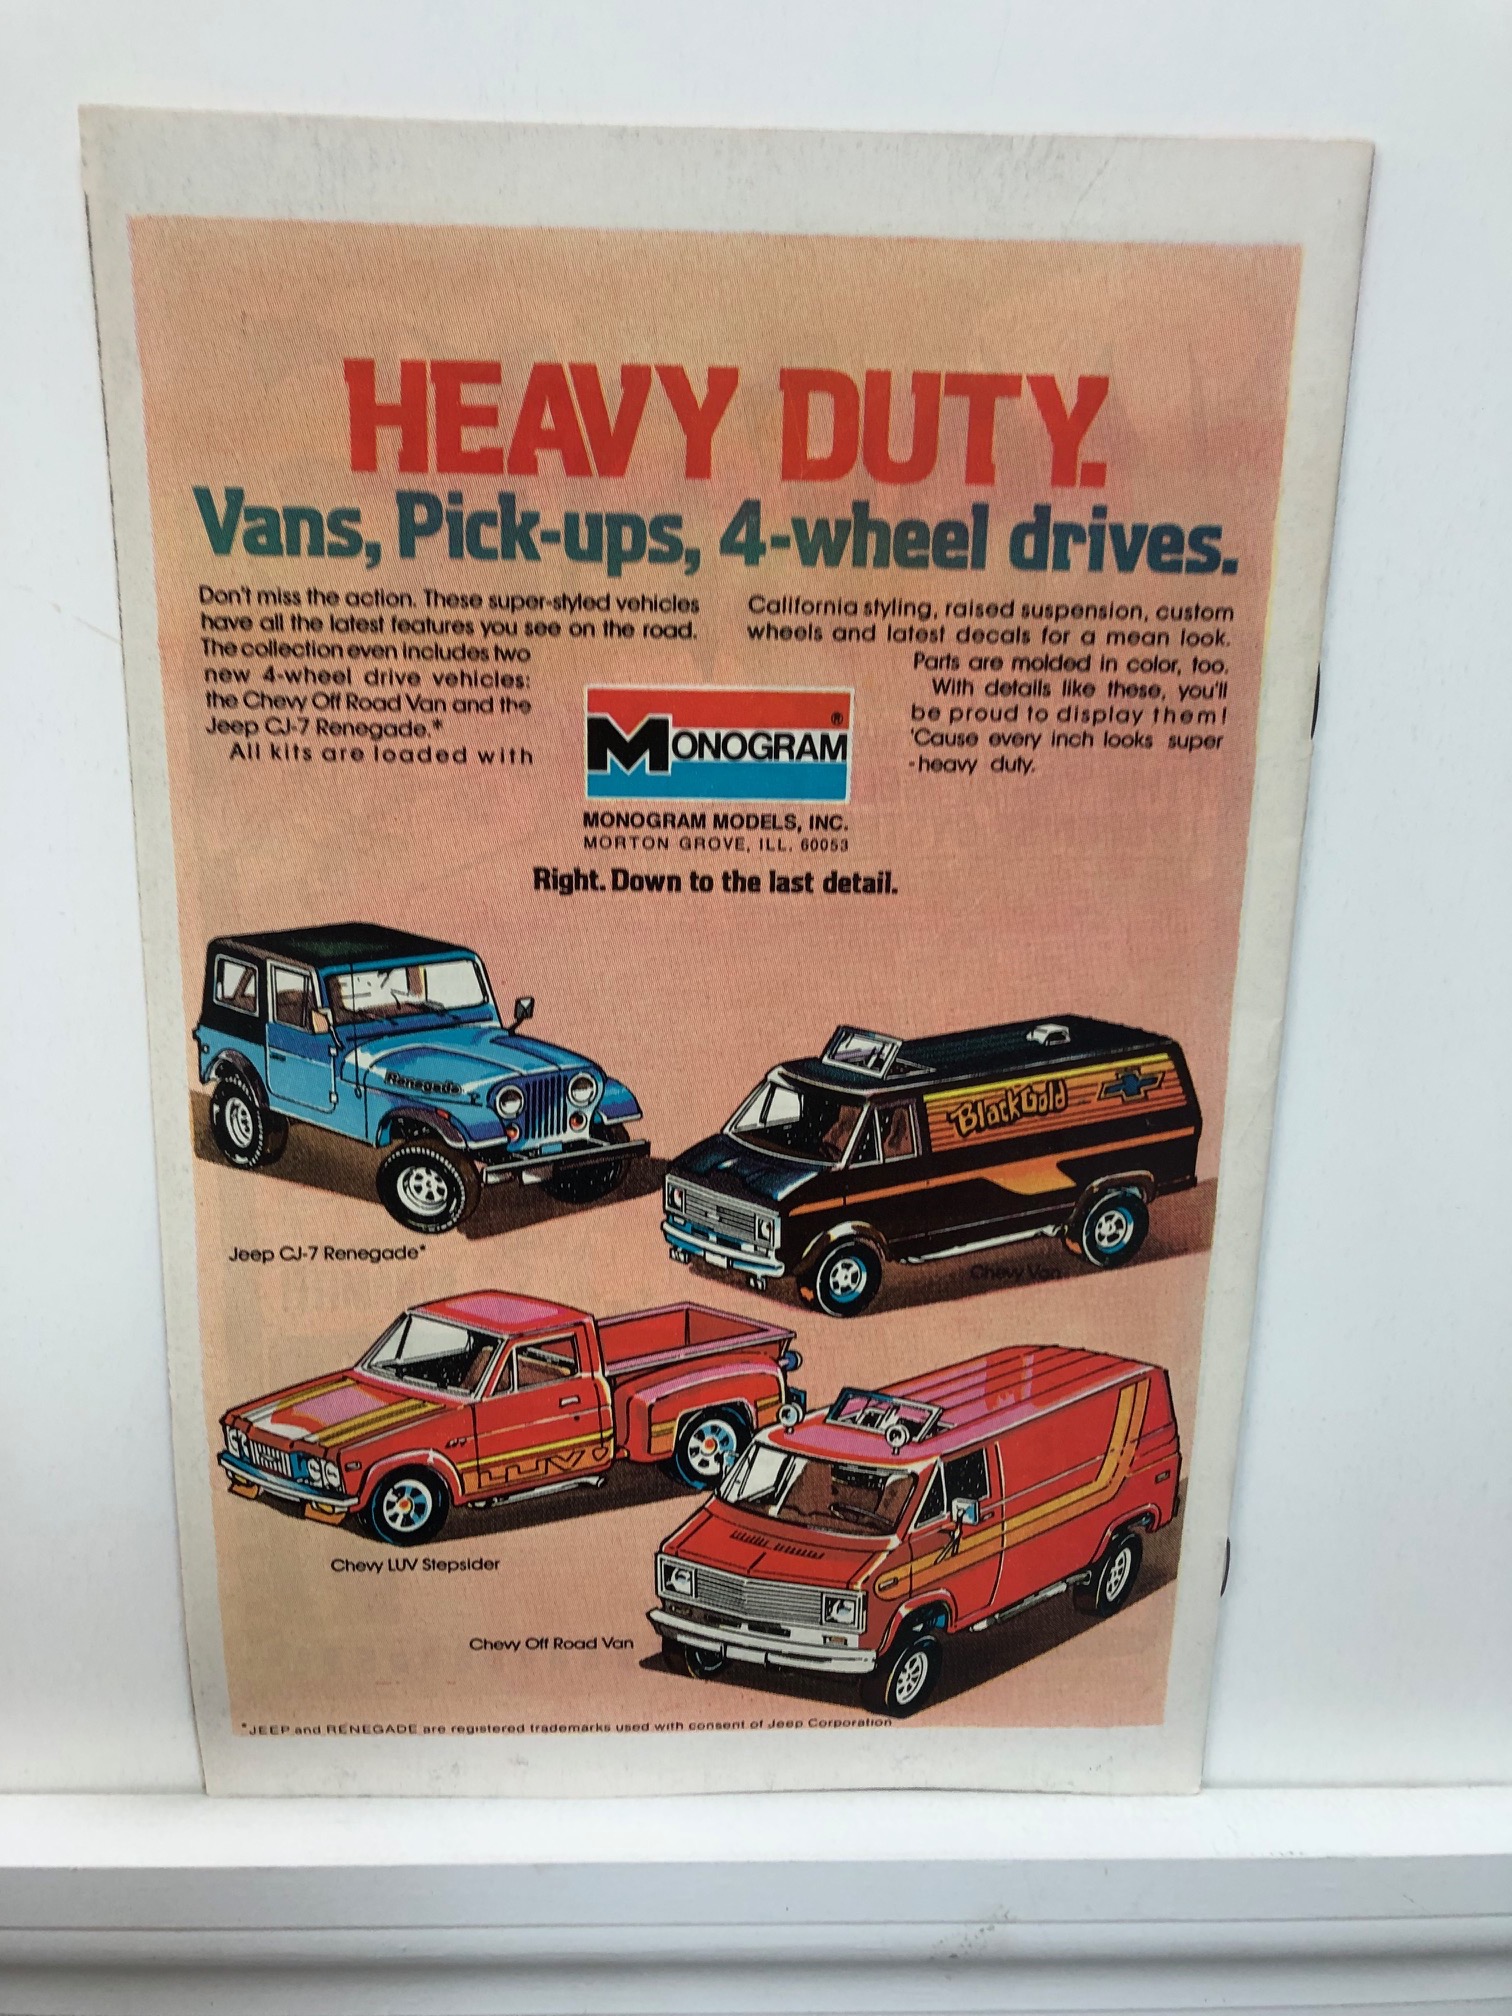 HEAVY DUTY.
Vans, Pick-ups, 4-wheel drives.
Don't miss the action. These super-styled vehicles
have all the latest features you see on the road.
The collection even includes two
new 4-wheel drive vehicles:
the Chevy Off Road Van and the
Jeep CJ-7 Renegade.*
All kits are loaded with
California styling, raised suspension, custom
wheels and latest decals for a mean look.
Parts are molded in color, too.
With details like these, you'll
be proud to display them!
'Cause every inch looks super
-heavy duty.
MONOGRAM ®
MONOGRAM MODELS, INC.
MORTON GROVE, ILL. 60053
Right. Down to the last detail.
Renegade
Jeep CJ-7 Renegade*
Black Gold
Chevy Van
LUV
Chevy LUV Stepsider
Chevy Off Road Van
*JEEP and RENEGADE are registered trademarks used with consent of Jeep Corporation